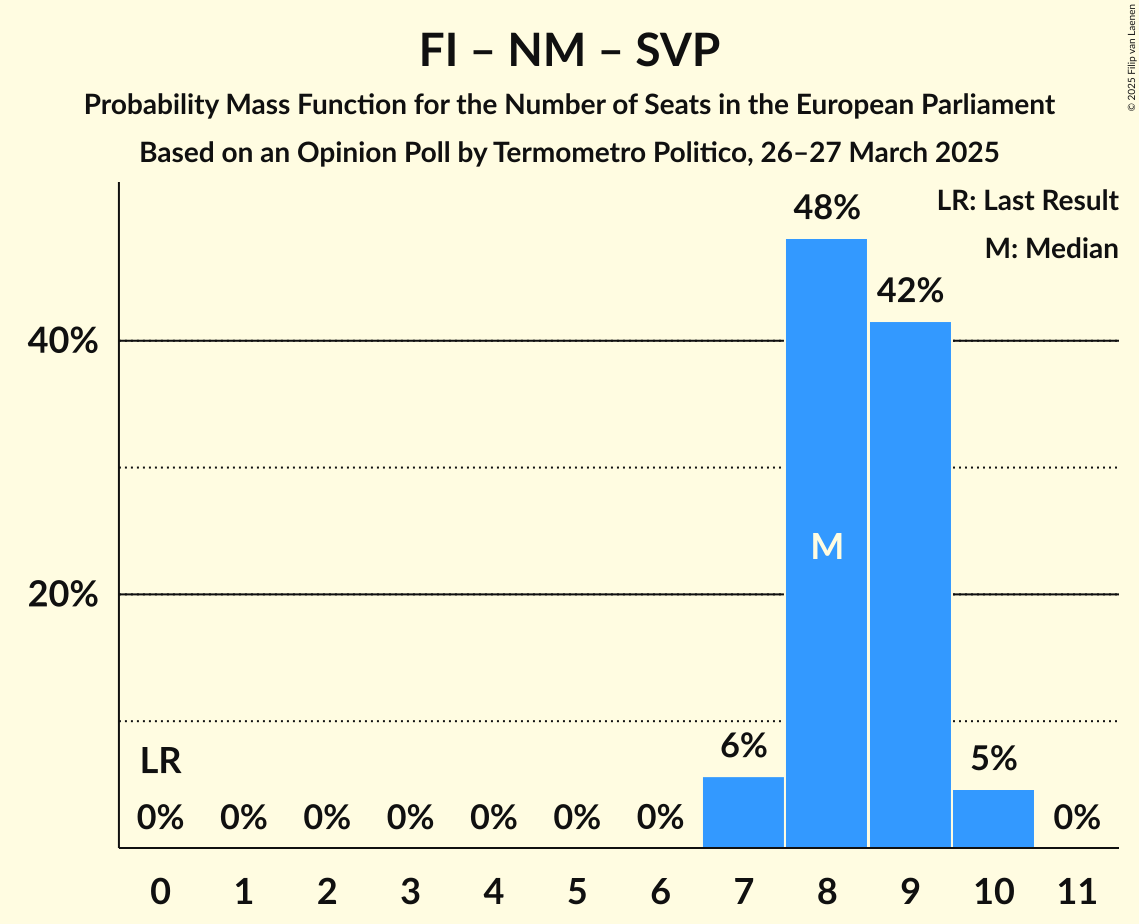 FI – NM – SVP
Probability Mass Function for the Number of Seats in the European Parliament
Based on an Opinion Poll by Termometro Politico, 26–27 March 2025
© 2025 Filip van Laenen
LR: Last Result
M: Median
48%
42%
40%
M
20%
6%
5%
LR
0% 0% 0% 0% 0% 0% 0% 0%
0 1 2 3 4 5 6 7 8 9 10 11